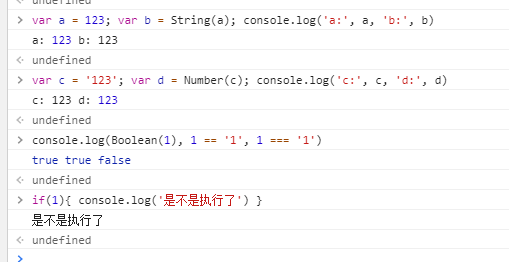 undefined
> var a = 123; var b = String(a); console.log('a:', a, 'b:', b)
a: 123 b: 123
undefined
> var c = '123'; var d = Number(c); console.log('c:', c, 'd:', d)
c: 123 d: 123
undefined
> console.log(Boolean(1), 1 == '1', 1 === '1')
true true false
undefined
> if(1){ console.log('是不是执行了') }
是不是执行了
undefined
>